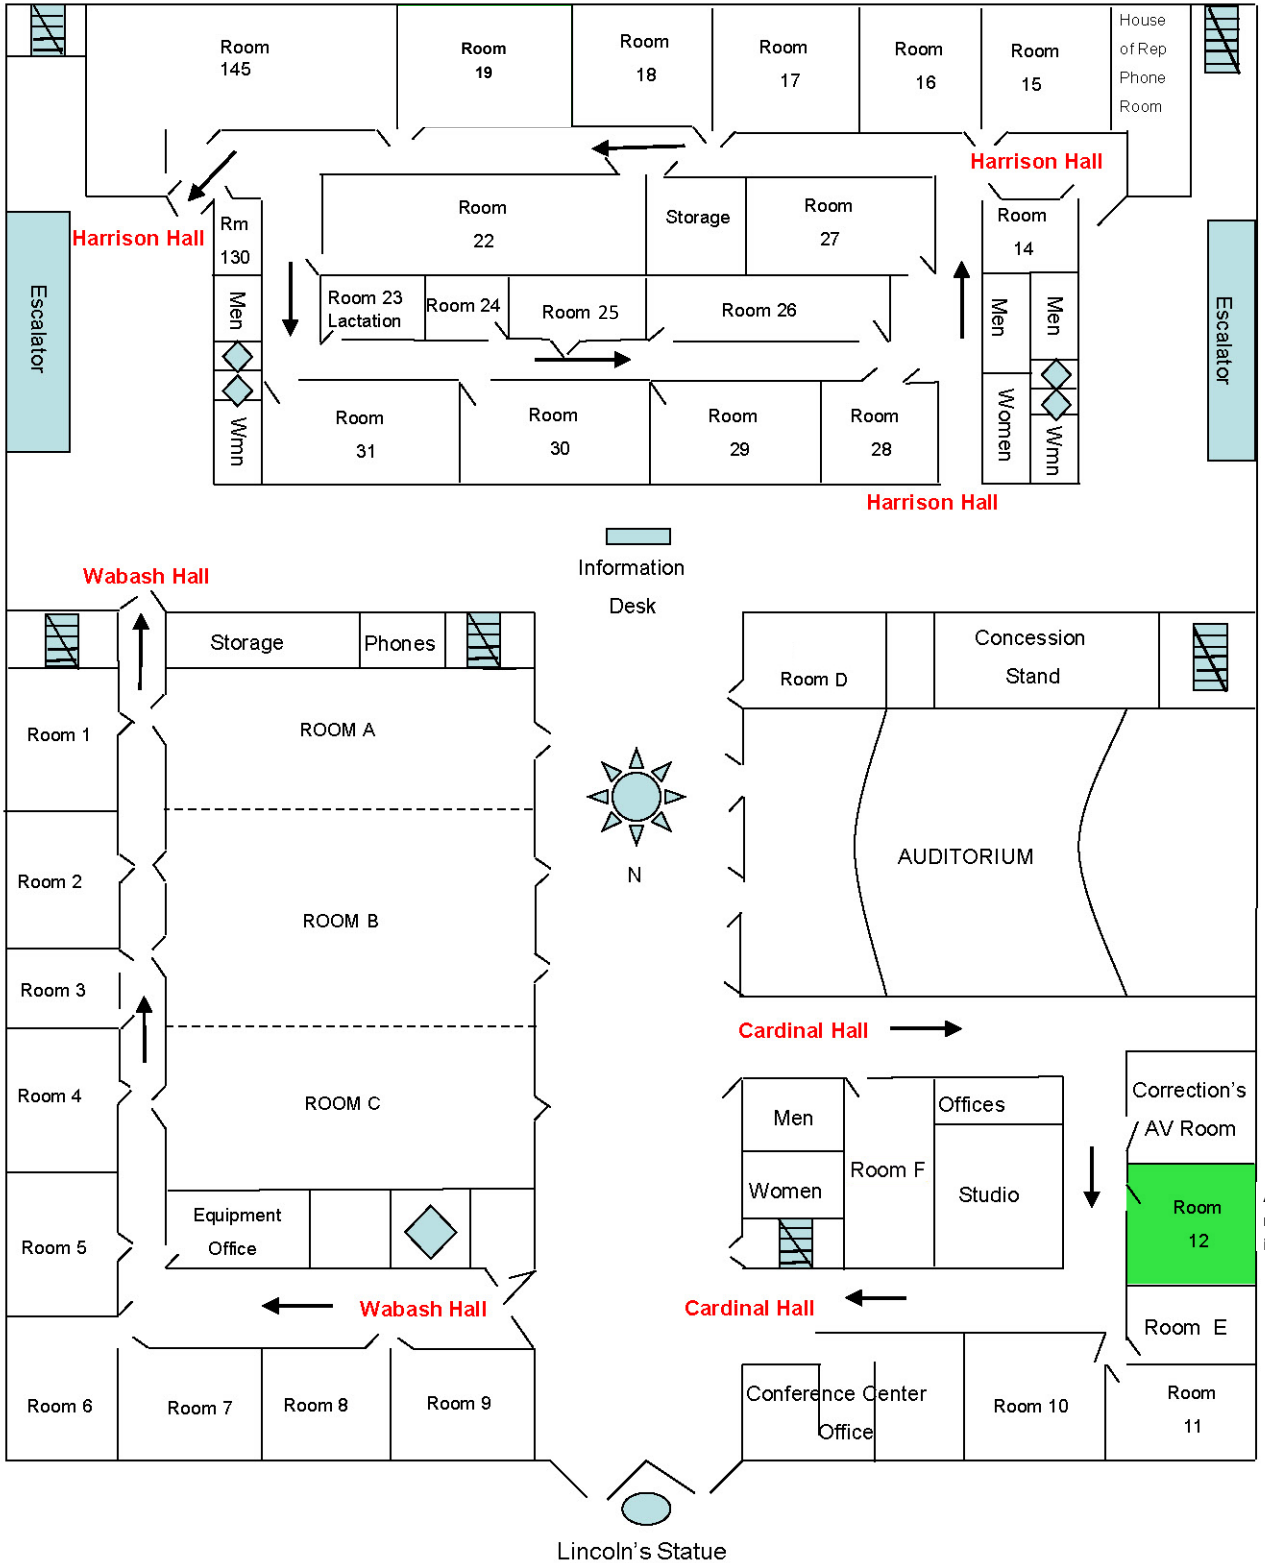 Room
145
Room
19
Room
18
Room
17
Room
16
Room
15
House
of Rep
Phone
Room
Harrison Hall
Harrison Hall
Rm
130
Room
22
Storage
Room
27
Room
14
Escalator
Men
Room 23
Lactation
Room 24
Room 25
Room 26
Men
Men
Escalator
Wmn
Room
31
Room
30
Room
29
Room
28
Women
Wmn
Harrison Hall
Information
Desk
Wabash Hall
Storage
Phones
Room D
Concession
Stand
Room 1
ROOM A
Room 2
ROOM B
N
AUDITORIUM
Room 3
Cardinal Hall
Room 4
ROOM C
Men
Offices
Correction's
AV Room
Women
Room F
Studio
Room
12
Room 5
Equipment
Office
Wabash Hall
Cardinal Hall
Room E
Room 6
Room 7
Room 8
Room 9
Conference Center
Office
Room 10
Room
11
Lincoln's Statue